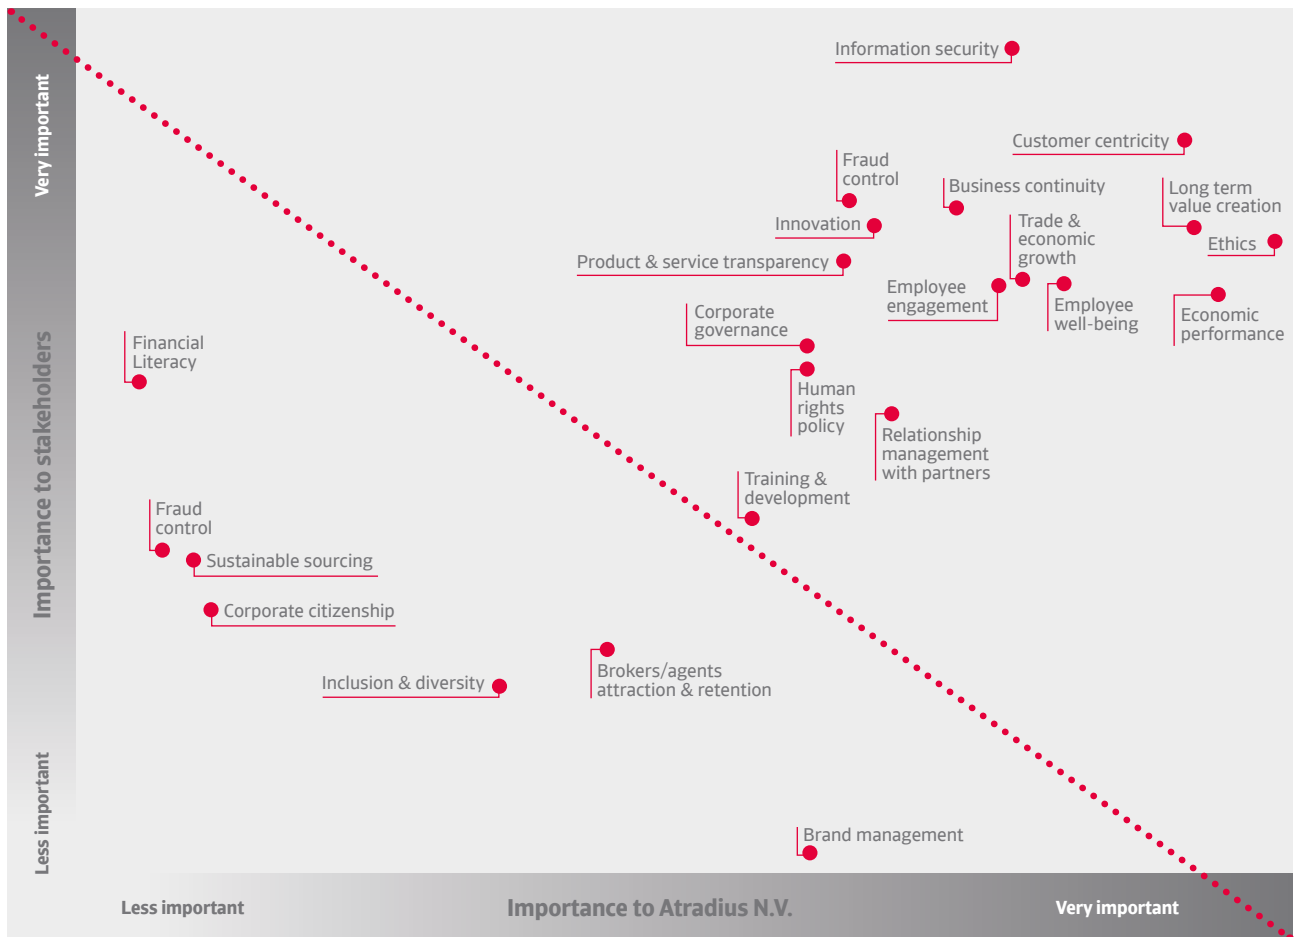 Information security
Customer centricity
Fraud
control
Business continuity
Long term
value creation
Innovation
Trade &
economic
growth
Ethics
Product & service transparency
Employee
engagement
Employee
well-being
Economic
performance
Corporate
governance
Financial
Literacy
Human
rights
policy
Relationship
management
with partners
Training &
development
Fraud
control
Sustainable sourcing
Corporate citizenship
Inclusion & diversity
Brokers/agents
attraction & retention
Brand management
Very important
Importance to stakeholders
Less important
Less important
Importance to Atradius N.V.
Very important